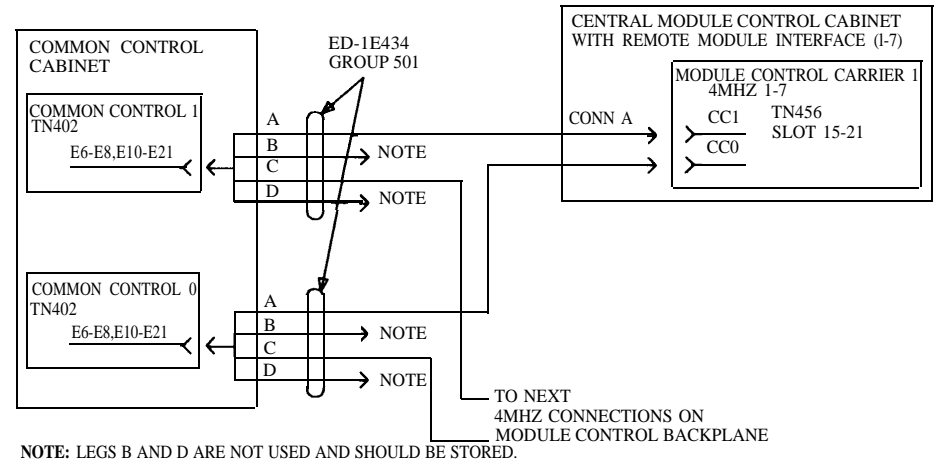 COMMON CONTROL
CABINET
COMMON CONTROL 1
TN402
E6-E8,E10-E21
ED-1E434
GROUP 501
A
B
C
D
NOTE
NOTE
CENTRAL MODULE CONTROL CABINET
WITH REMOTE MODULE INTERFACE (l-7)
MODULE CONTROL CARRIER 1
4MHZ 1-7
CONN A
CC1
CC0
TN456
SLOT 15-21
COMMON CONTROL 0
TN402
E6-E8,E10-E21
A
B
C
D
NOTE
NOTE
TO NEXT
4MHZ CONNECTIONS ON
MODULE CONTROL BACKPLANE
NOTE: LEGS B AND D ARE NOT USED AND SHOULD BE STORED.